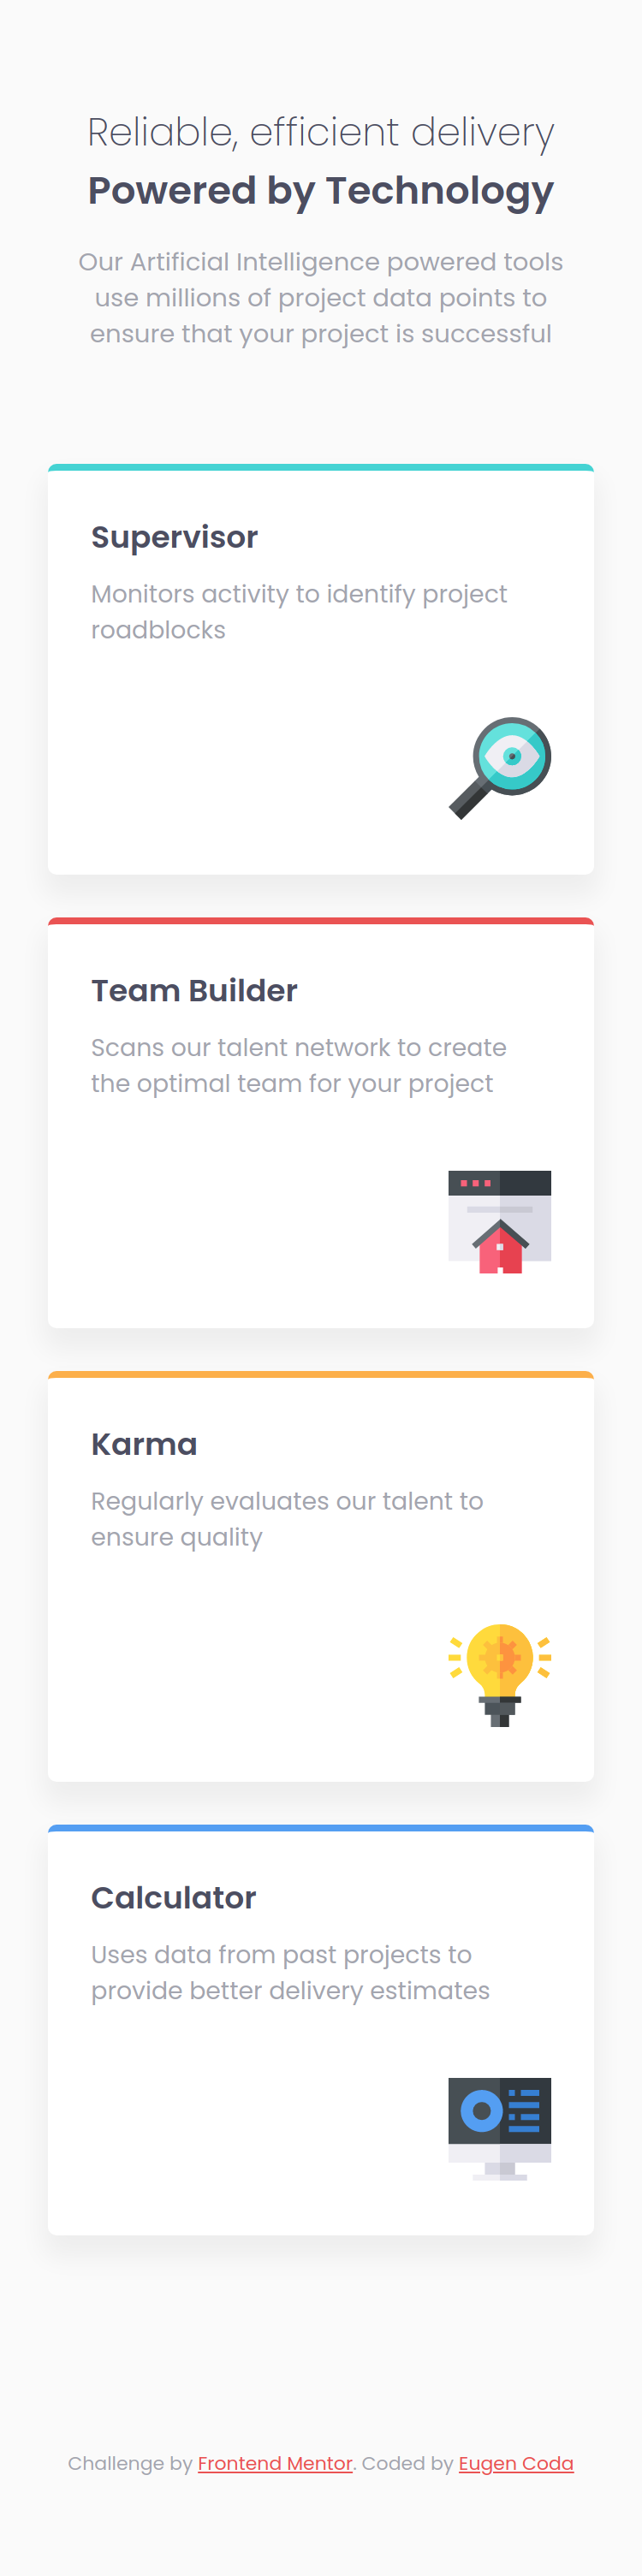 Reliable, efficient delivery
Powered by Technology
Our Artificial Intelligence powered tools
use millions of project data points to
ensure that your project is successful
Supervisor
Monitors activity to identify project
roadblocks
Team Builder
Scans our talent network to create
the optimal team for your project
Karma
Regularly evaluates our talent to
ensure quality
Calculator
Uses data from past projects to
provide better delivery estimates
Challenge by Frontend Mentor. Coded by Eugen Coda